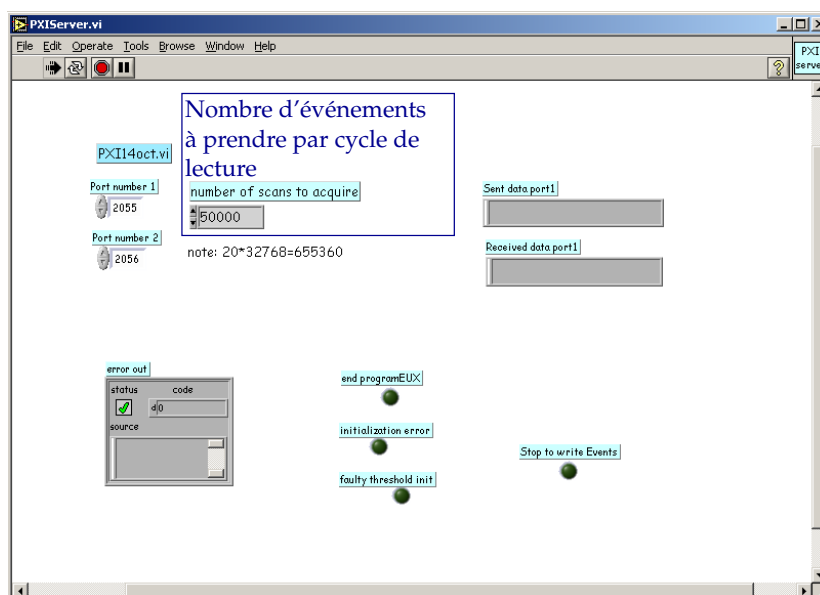 PXIServer.vi
File Edit Operate Tools Browse Window Help
PXI
serve
Nombre d'événements
à prendre par cycle de
lecture
PXI14oct.vi
Port number 1
2055
number of scans to acquire
50000
Sent data port1
Port number 2
2056
note: 20*32768=655360
Received data port1
error out
status code
d0
source
end programEUX
initialization error
Stop to write Events
faulty threshold init